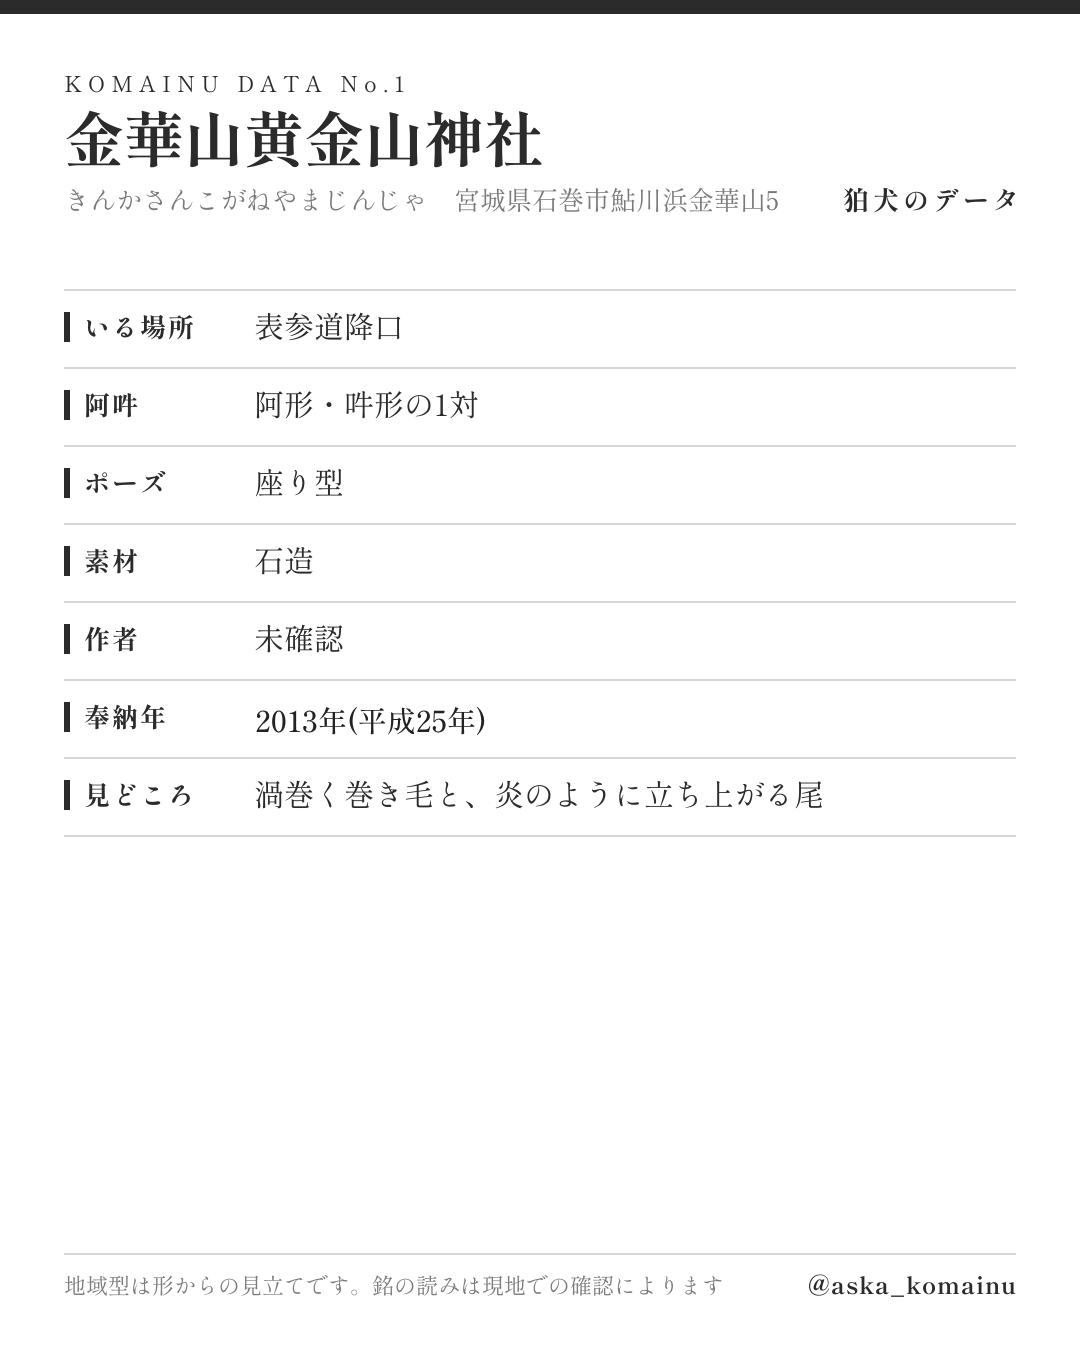 KOMAINU DATA No.1
金華山黄金山神社
きんかさんこがねやまじんじゃ　宮城県石巻市鮎川浜金華山5　狛犬のデータ
いる場所　表参道降口
阿吽　阿形・吽形の1対
ポーズ　座り型
素材　石造
作者　未確認
奉納年　2013年(平成25年)
見どころ　渦巻く巻き毛と、炎のように立ち上がる尾
地域型は形からの見立てです。銘の読みは現地での確認によります　@aska_komainu